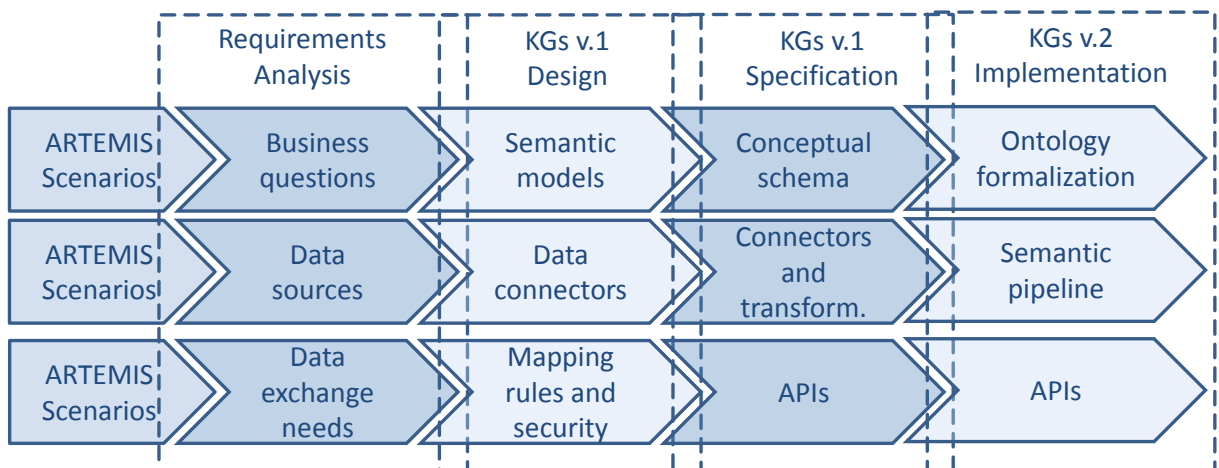 Requirements
Analysis
KGs v.1
Design
KGs v.1
Specification
KGs v.2
Implementation
ARTEMIS
Scenarios
Business
questions
Semantic
models
Conceptual
schema
Ontology
formalization
ARTEMIS
Scenarios
Data
sources
Data
connectors
Connectors
and
transform.
Semantic
pipeline
ARTEMIS
Scenarios
Data
exchange
needs
Mapping
rules and
security
APIs
APIs